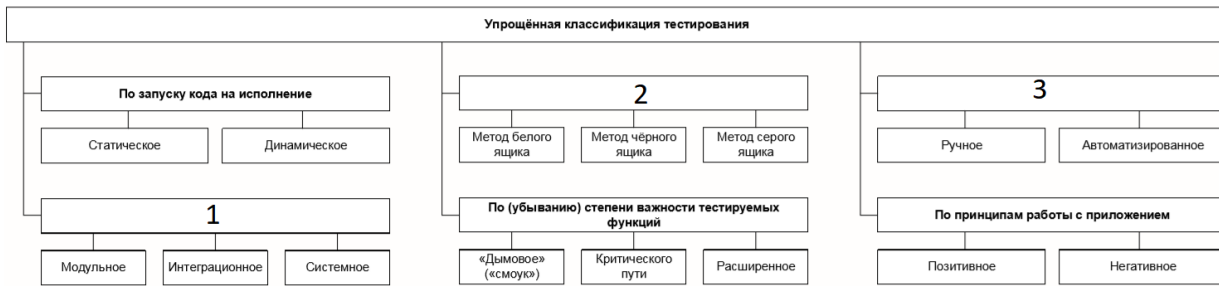 Упрощённая классификация тестирования
По запуску кода на исполнение
2
3
Статическое
Динамическое
Метод белого
ящика
Метод чёрного
ящика
Метод серого
ящика
Ручное
Автоматизированное
1
По (убыванию) степени важности тестируемых
функций
По принципам работы с приложением
Модульное
Интеграционное
Системное
«Дымовое»
(«смоук»)
Критического
пути
Расширенное
Позитивное
Негативное